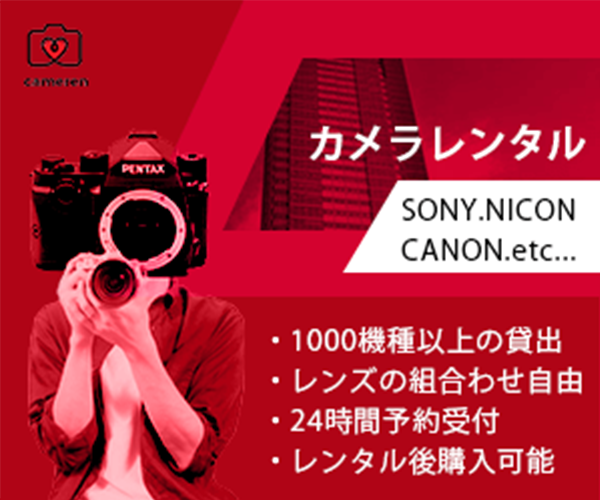 camesen
PENTAX
カメラレンタル
SONY.NICON
CANON.etc...
・1000機種以上の貸出
・レンズの組合わせ自由
・24時間予約受付
・レンタル後購入可能